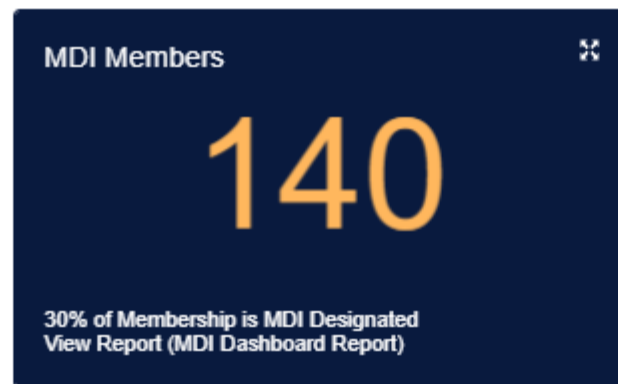 MDI Members
140
30% of Membership is MDI Designated
View Report (MDI Dashboard Report)